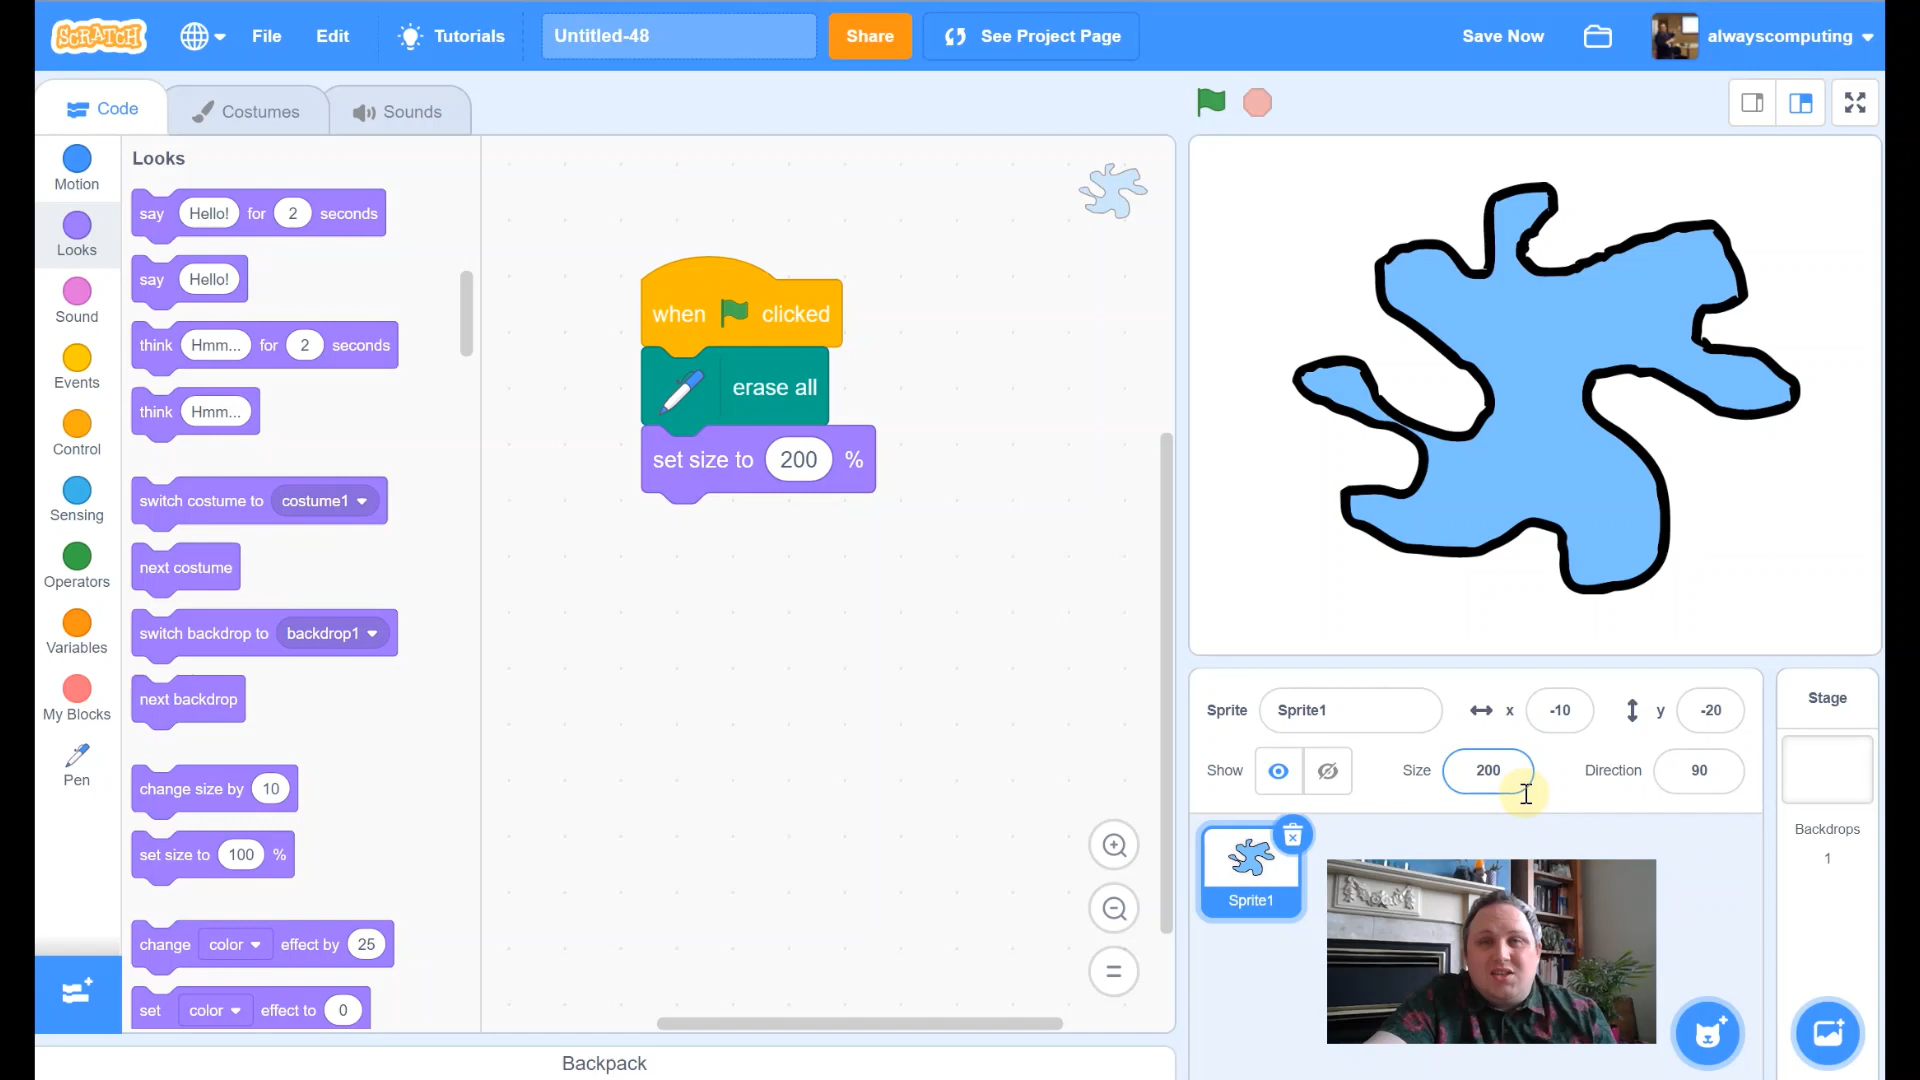 SCRATCH File Edit Tutorials Untitled-48 Share See Project Page Save Now alwayscomputing
Code Costumes Sounds
Motion
Looks
Sound
Events
Control
Sensing
Operators
Variables
My Blocks
Pen
Looks
say Hello! for 2 seconds
say Hello!
think Hmm... for 2 seconds
think Hmm...
switch costume to costume1
next costume
switch backdrop to backdrop1
next backdrop
change size by 10
set size to 100 %
change color effect by 25
set color effect to 0
when clicked
erase all
set size to 200 %
Backpack
Sprite Sprite1 x -10 y -20
Show Size 200 Direction 90
Sprite1
Stage
Backdrops
1